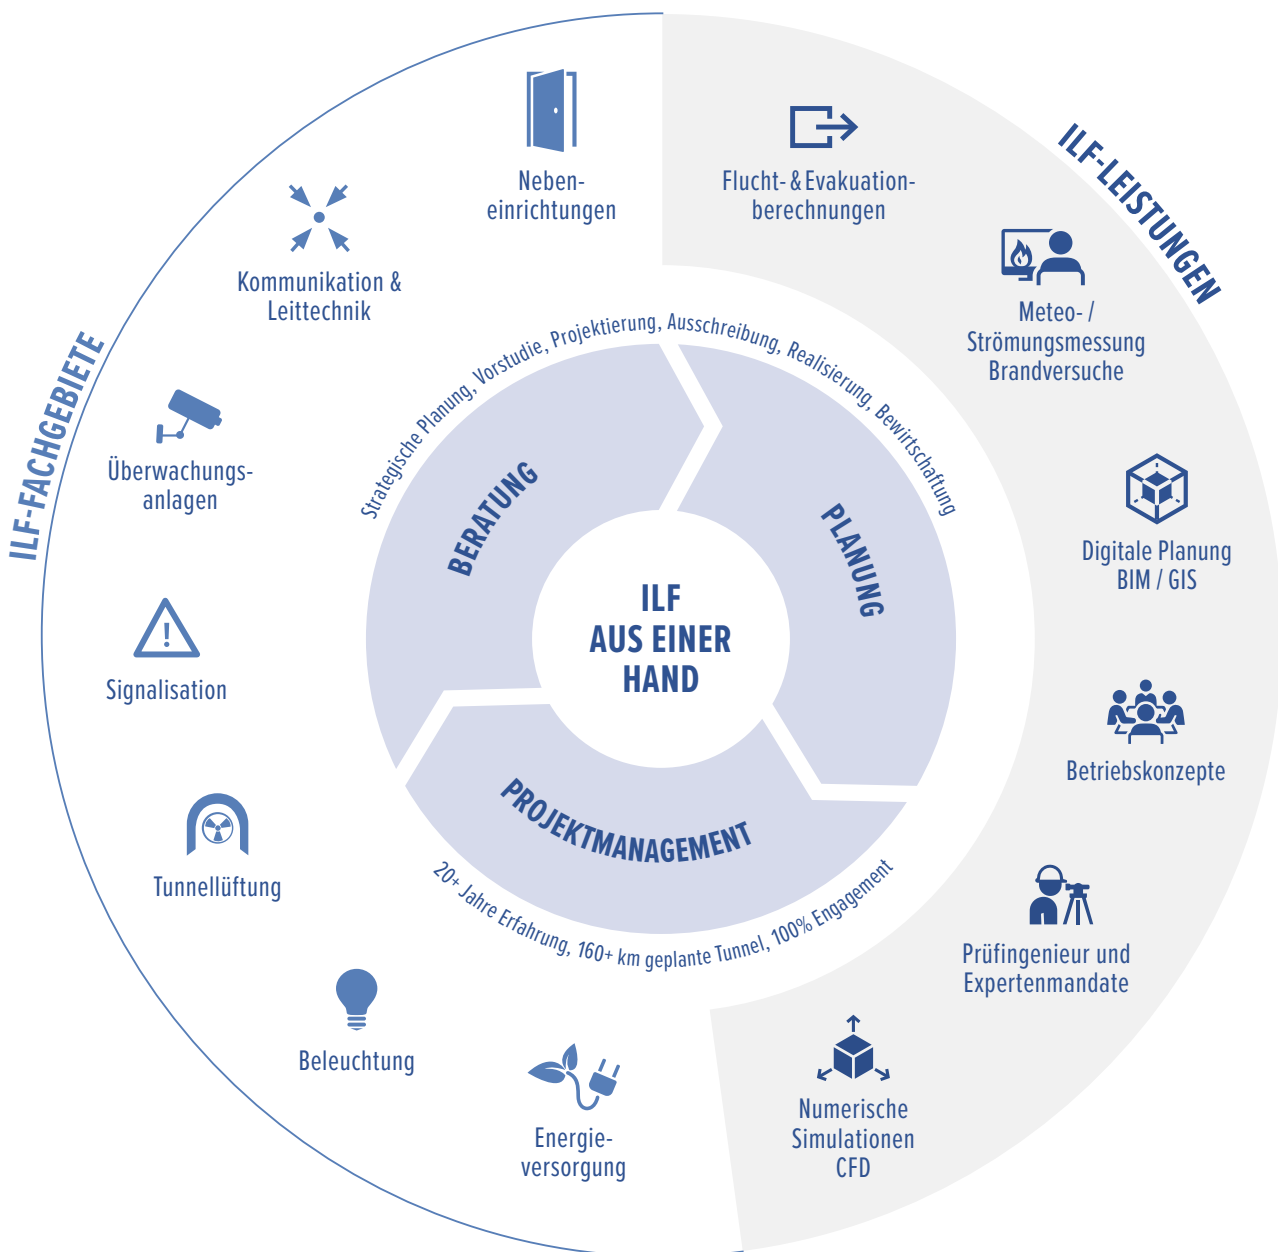 Neben-
einrichtungen
Flucht- & Evakuation-
berechnungen
ILF-LEISTUNGEN
Kommunikation &
Leittechnik
Meteo- /
Strömungsmessung
Brandversuche
ILF-FACHGEBIETE
Überwachungs-
anlagen
Strategische Planung, Vorstudie, Projektierung, Ausschreibung, Realisierung, Bewirtschaftung
BERATUNG
PLANUNG
Digitale Planung
BIM / GIS
ILF
AUS EINER
HAND
!
Signalisation
Betriebskonzepte
PROJEKTMANAGEMENT
20+ Jahre Erfahrung, 160+ km geplante Tunnel, 100% Engagement
Tunnellüftung
Prüfingenieur und
Expertenmandate
Beleuchtung
Energie-
versorgung
Numerische
Simulationen
CFD